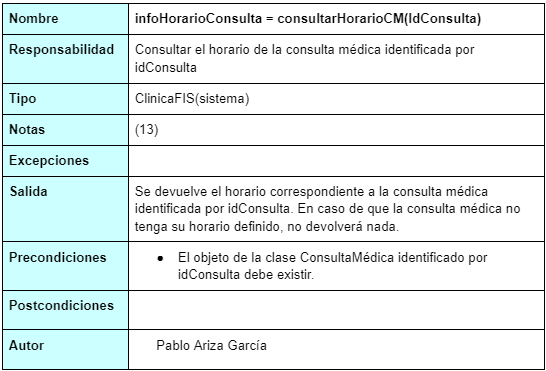 Nombre infoHorarioConsulta = consultarHorarioCM(IdConsulta)
Responsabilidad Consultar el horario de la consulta médica identificada por
idConsulta
Tipo ClinicaFIS(sistema)
Notas (13)
Excepciones
Salida Se devuelve el horario correspondiente a la consulta médica
identificada por idConsulta. En caso de que la consulta médica no
tenga su horario definido, no devolverá nada.
Precondiciones ● El objeto de la clase ConsultaMédica identificado por
idConsulta debe existir.
Postcondiciones
Autor Pablo Ariza García